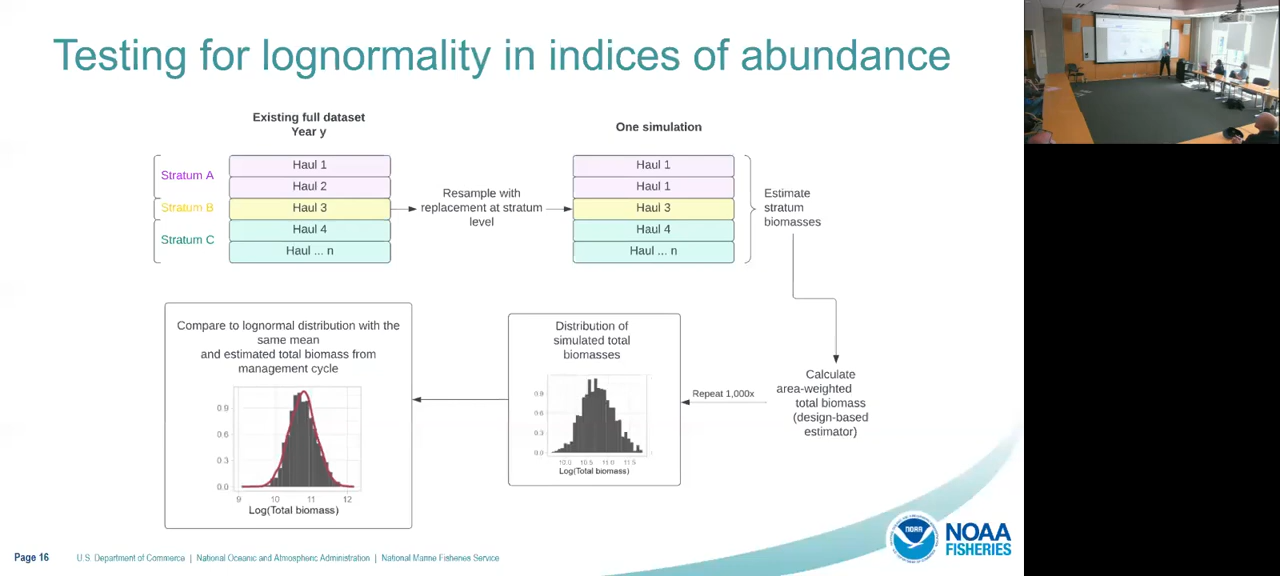 Testing for lognormality in indices of abundance
Existing full dataset
Year y
Stratum A
Stratum B
Stratum C
Haul 1
Haul 2
Haul 3
Haul 4
Haul ... n
Resample with
replacement at stratum
level
One simulation
Haul 1
Haul 1
Haul 3
Haul 4
Haul ... n
Estimate
stratum
biomasses
Calculate
area-weighted
total biomass
(design-based
estimator)
Repeat 1,000x
Distribution of
simulated total
biomasses
0.9
0.6
0.3
0.0
10.0 10.5 11.0 11.5
Log(Total biomass)
Compare to lognormal distribution with the
same mean
and estimated total biomass from
management cycle
0.9
0.6
0.3
0.0
9 10 11 12
Log(Total biomass)
NOAA
NOAA
FISHERIES
Page 16
U.S. Department of Commerce | National Oceanic and Atmospheric Administration | National Marine Fisheries Service